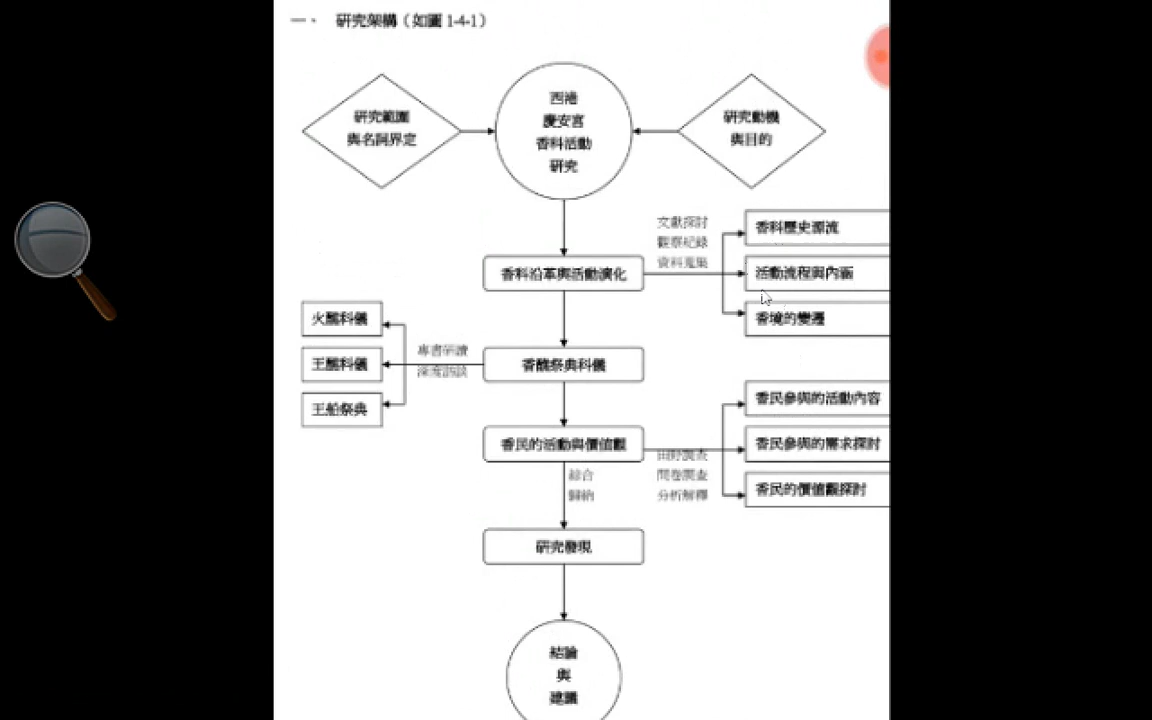 一、 研究架構（如圖 1-4-1）
研究範圍
與名詞界定
西港
慶安宮
香科活動
研究
研究動機
與目的
文獻探討
觀察紀錄
資料蒐集
香科歷史源流
香科沿革與活動演化
活動流程與內涵
香境的變遷
火醮科儀
專書研讀
深度訪談
王醮科儀
香醮祭典科儀
王船祭典
香民參與的活動內容
香民的活動與價值觀
香民參與的需求探討
田野調查
問卷調查
分析解釋
綜合
歸納
香民的價值觀探討
研究發現
結論
與
建議